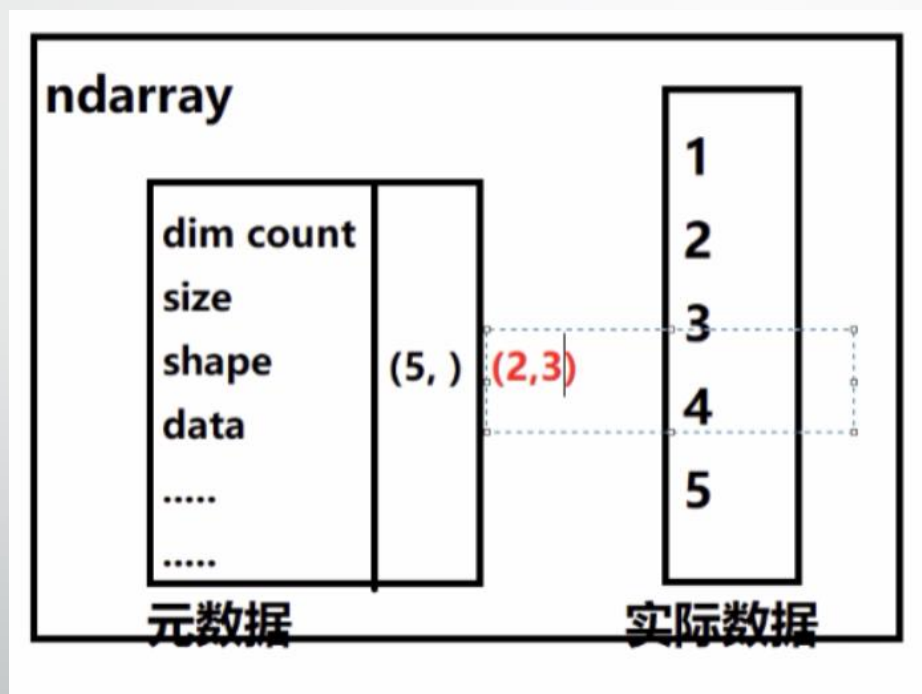 ndarray
dim count
size
shape
data
.....
.....
(5, )
(2,3)
元数据
1
2
3
4
5
实际数据